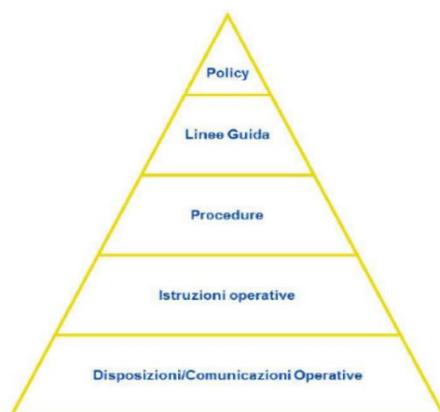 Policy
Linee Guida
Procedure
Istruzioni operative
Disposizioni/Comunicazioni Operative